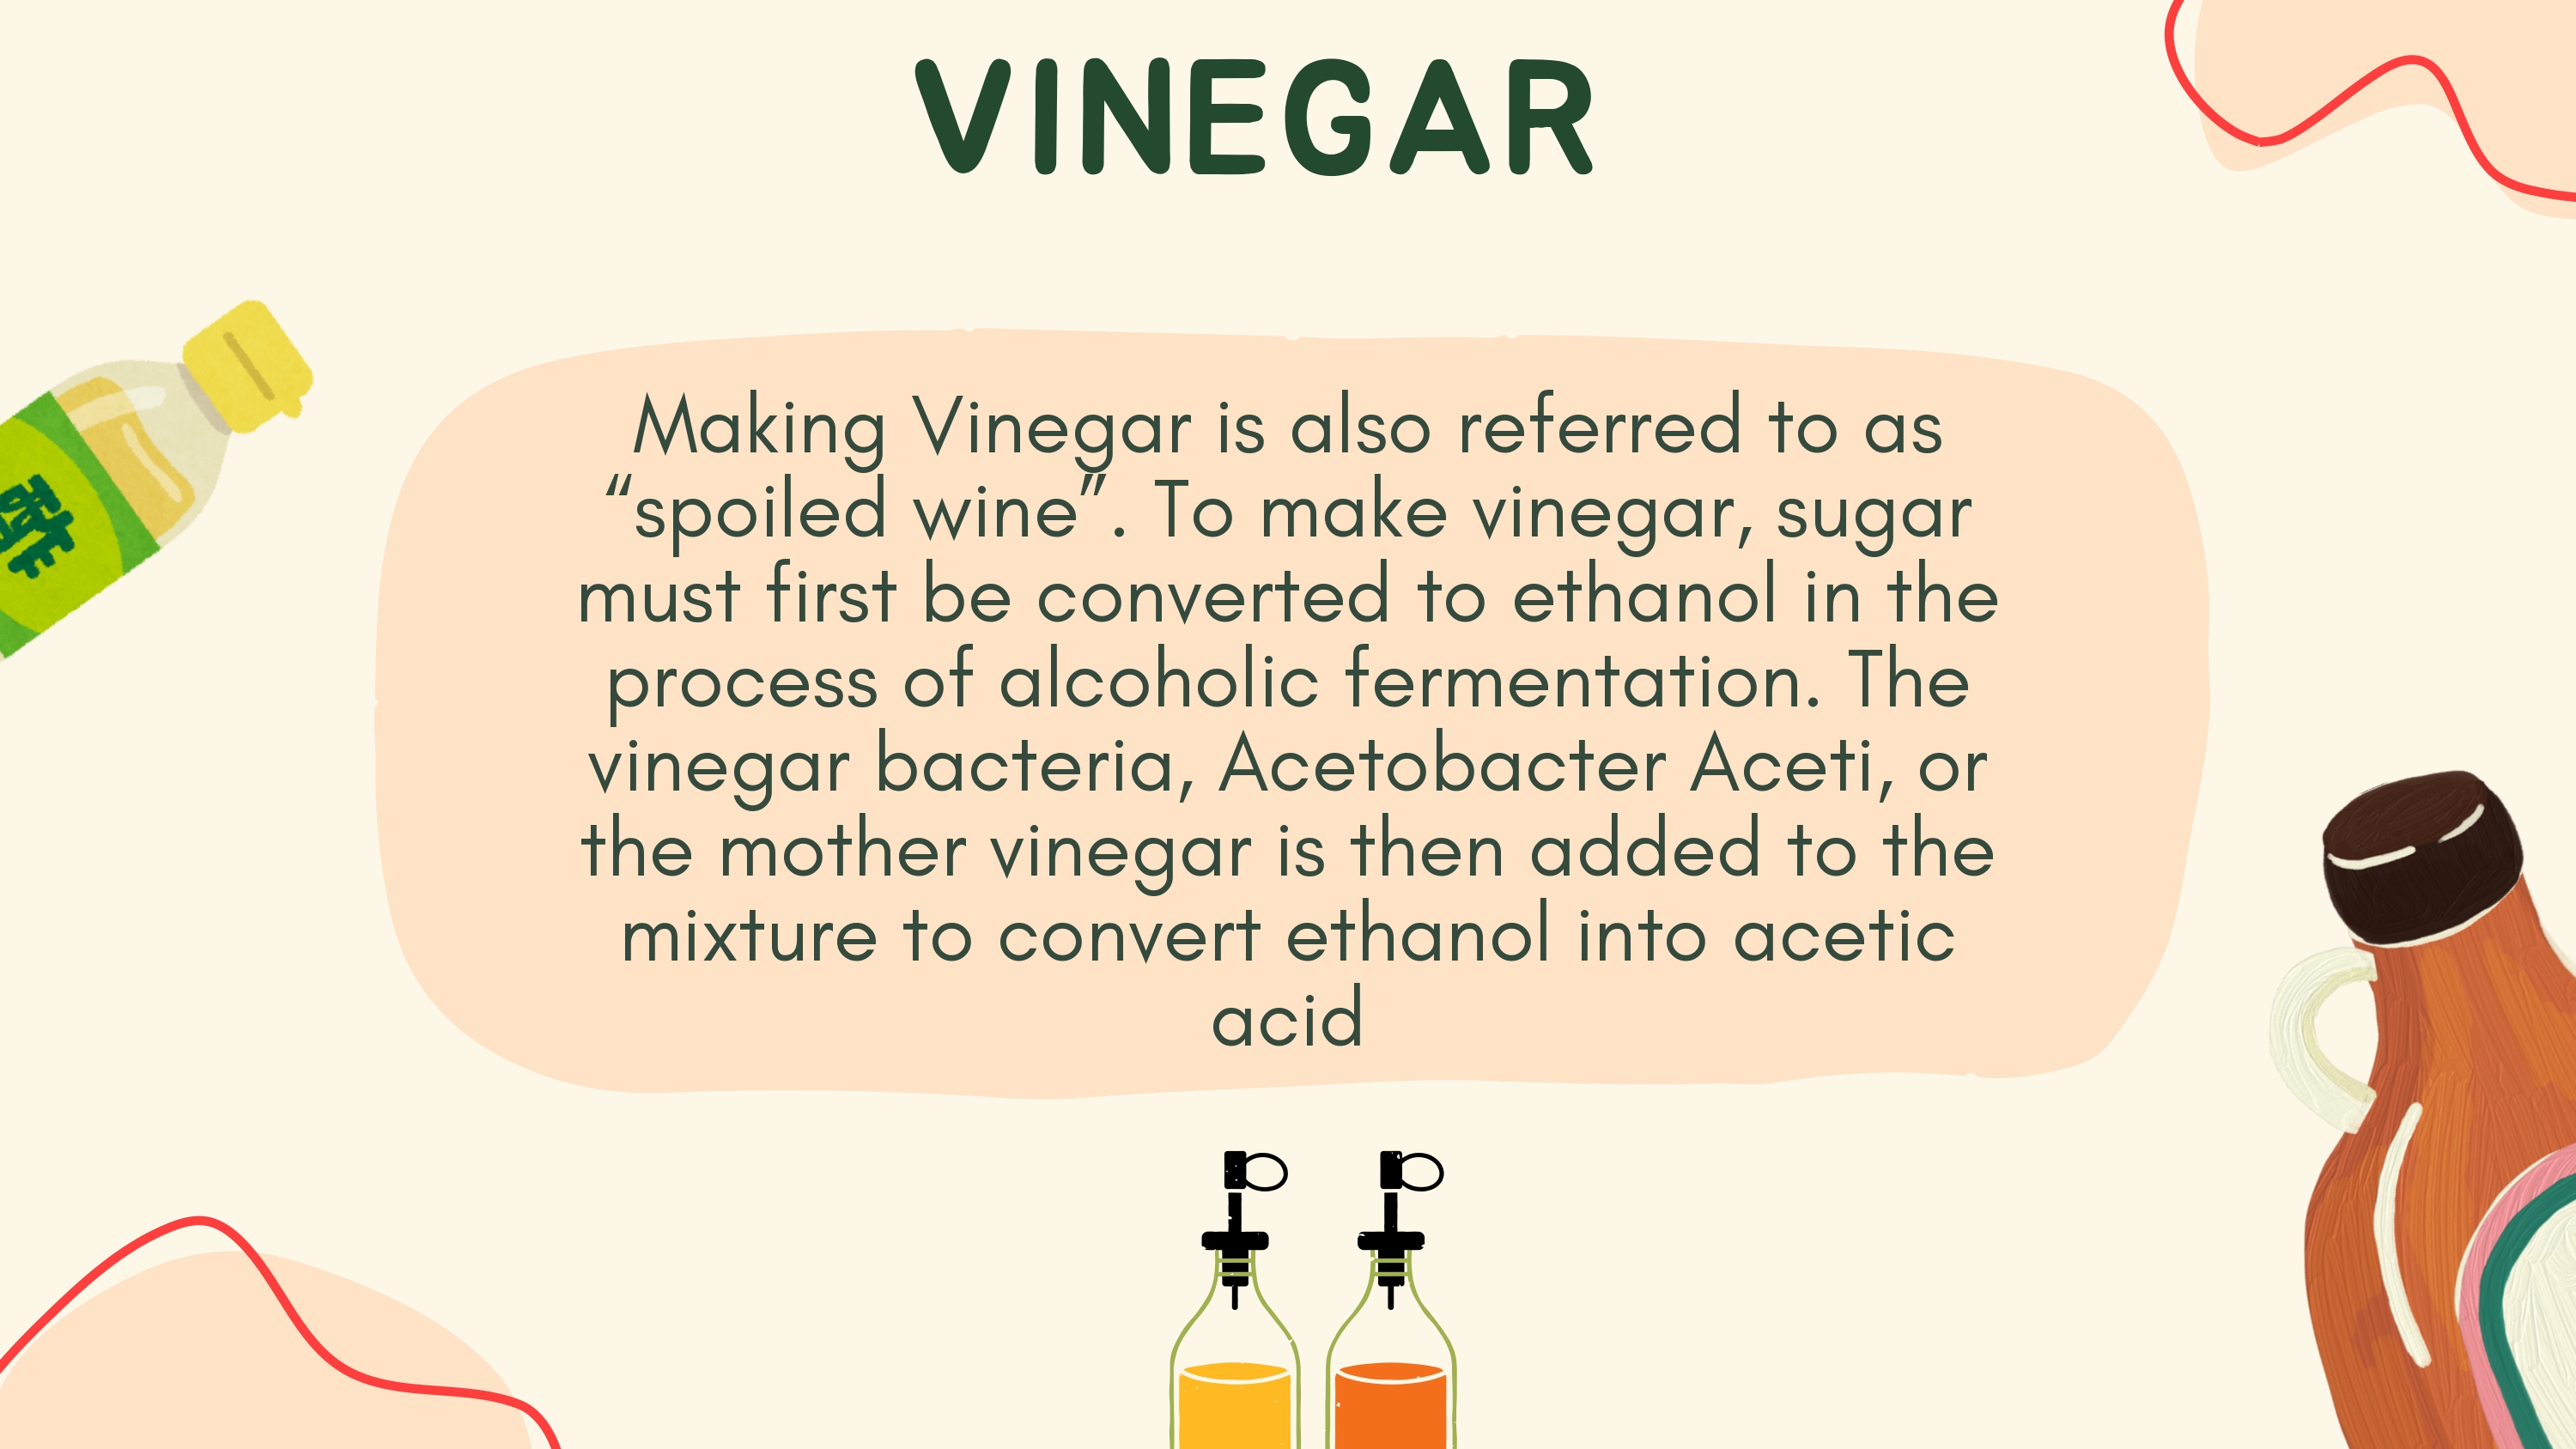 VINEGAR
Making Vinegar is also referred to as
“spoiled wine”. To make vinegar, sugar
must first be converted to ethanol in the
process of alcoholic fermentation. The
vinegar bacteria, Acetobacter Aceti, or
the mother vinegar is then added to the
mixture to convert ethanol into acetic
acid
酢